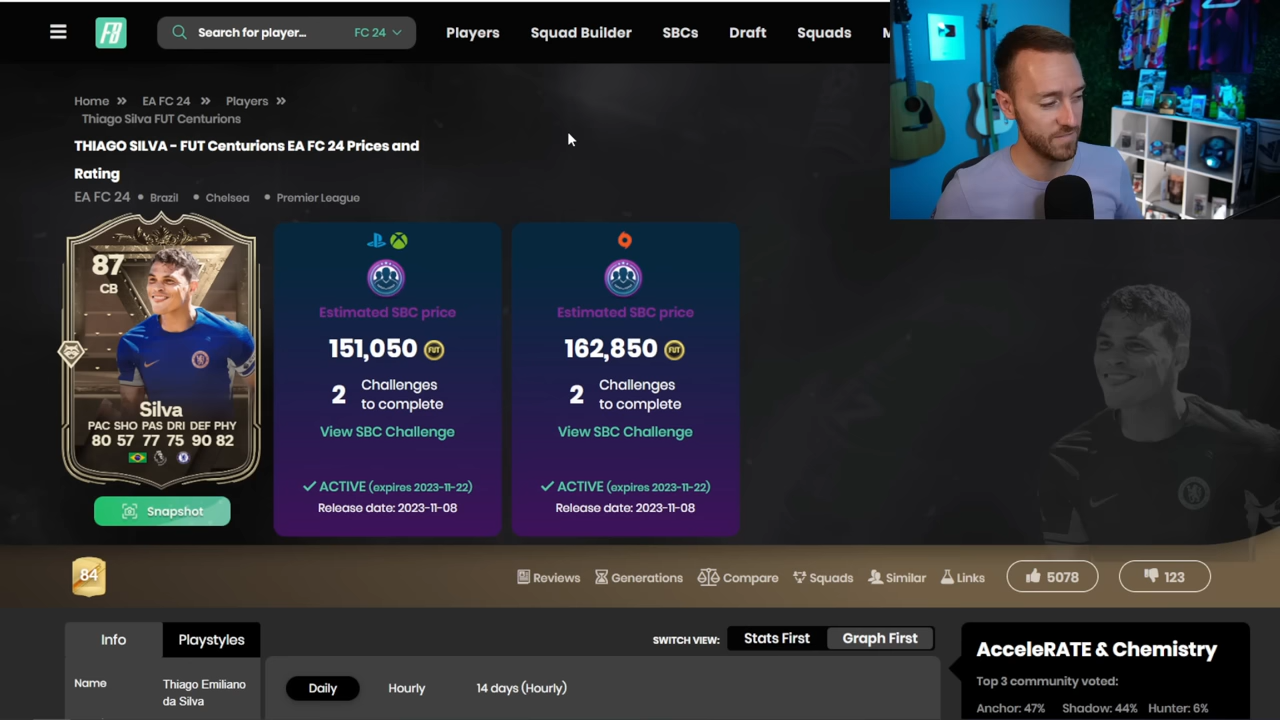 FB
Search for player...
FC 24
Players
Squad Builder
SBCs
Draft
Squads
M
Home
EA FC 24
Players
Thiago Silva FUT Centurions
THIAGO SILVA - FUT Centurions EA FC 24 Prices and
Rating
EA FC 24
Brazil
Chelsea
Premier League
87
CB
Silva
PAC SHO PAS DRI DEF PHY
80 57 77 75 90 82
Snapshot
Estimated SBC price
151,050
FUT
2
Challenges
to complete
View SBC Challenge
ACTIVE (expires 2023-11-22)
Release date: 2023-11-08
Estimated SBC price
162,850
FUT
2
Challenges
to complete
View SBC Challenge
ACTIVE (expires 2023-11-22)
Release date: 2023-11-08
84
Reviews
Generations
Compare
Squads
Similar
Links
5078
123
Info
Playstyles
SWITCH VIEW:
Stats First
Graph First
Name
Thiago Emiliano
da Silva
Daily
Hourly
14 days (Hourly)
AcceleRATE & Chemistry
Top 3 community voted:
Anchor: 47%
Shadow: 44%
Hunter: 6%